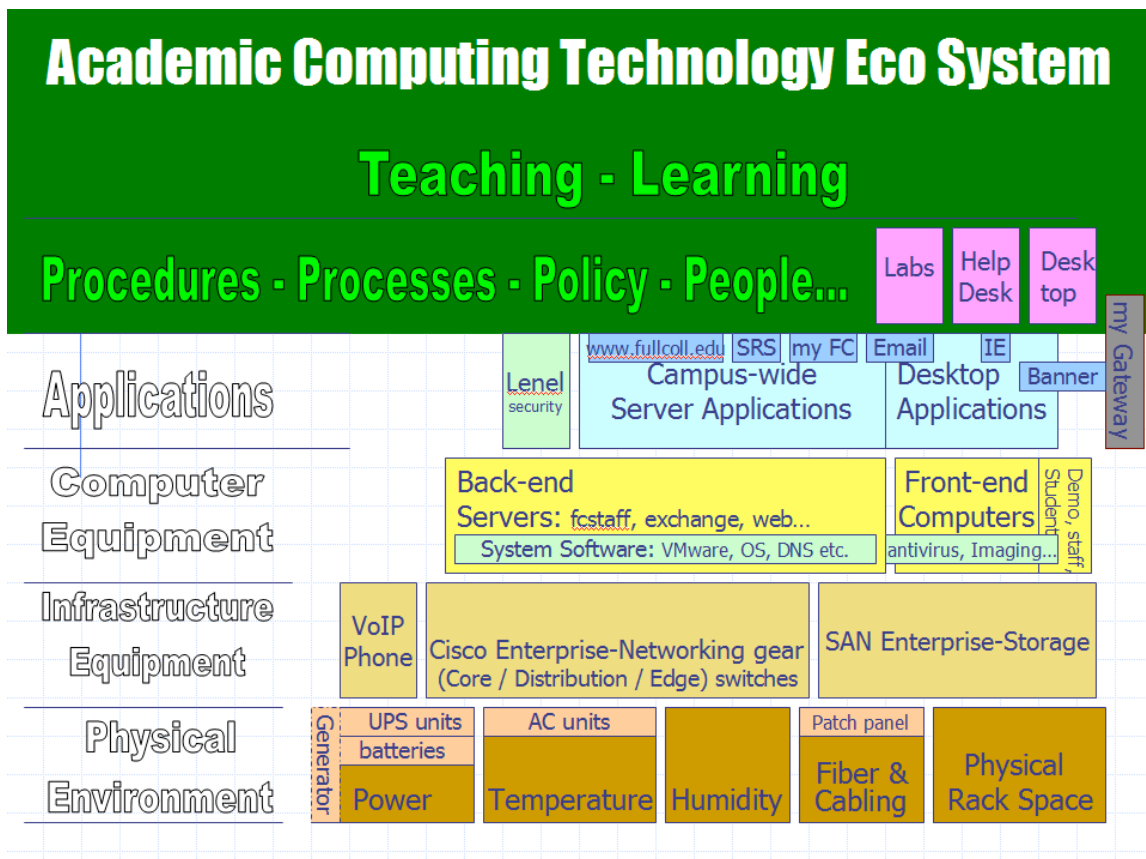 Academic Computing Technology Eco System
Teaching - Learning
Procedures - Processes - Policy - People...
Labs
Help
Desk
Desk
top
my Gateway
Applications
Lenel
security
www.fullcoll.edu
SRS
my FC
Email
IE
Campus-wide
Server Applications
Desktop
Applications
Banner
Computer
Equipment
Back-end
Servers: fcstaff, exchange, web...
System Software: VMware, OS, DNS etc.
Front-end
Computers
Demo, staff,
Student
antivirus, Imaging...
Infrastructure
Equipment
VoIP
Phone
Cisco Enterprise-Networking gear
(Core / Distribution / Edge) switches
SAN Enterprise-Storage
Physical
Environment
Generator
UPS units
batteries
Power
AC units
Temperature
Humidity
Patch panel
Fiber &
Cabling
Physical
Rack Space